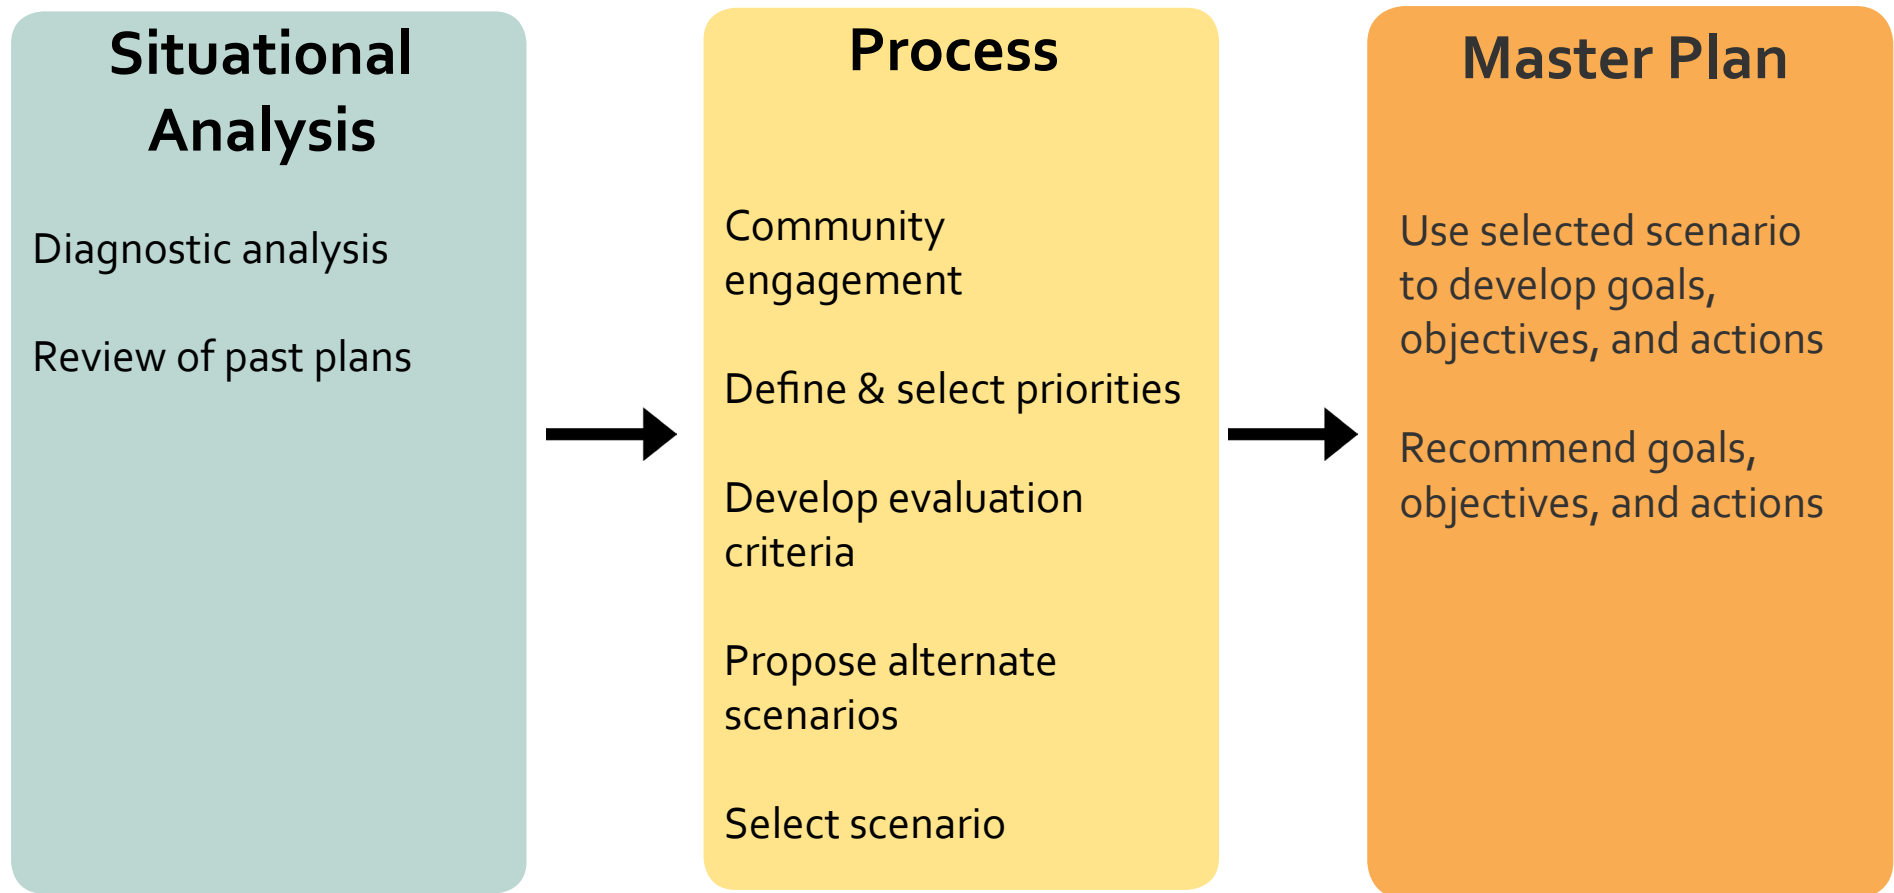 Situational
Analysis
Diagnostic analysis
Review of past plans
Process
Community
engagement
Define & select priorities
Develop evaluation
criteria
Propose alternate
scenarios
Select scenario
Master Plan
Use selected scenario
to develop goals,
objectives, and actions
Recommend goals,
objectives, and actions